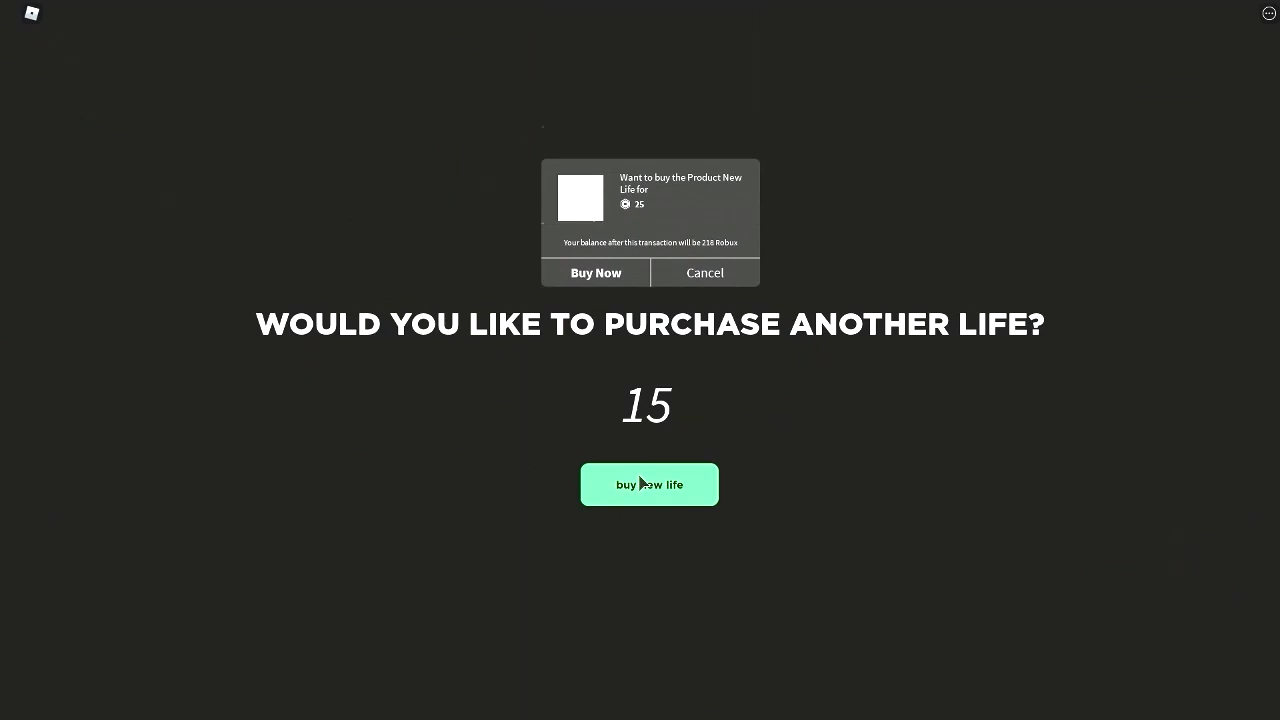 Want to buy the Product New
Life for
25
Your balance after this transaction will be 218 Robux
Buy Now
Cancel
WOULD YOU LIKE TO PURCHASE ANOTHER LIFE?
15
buy new life